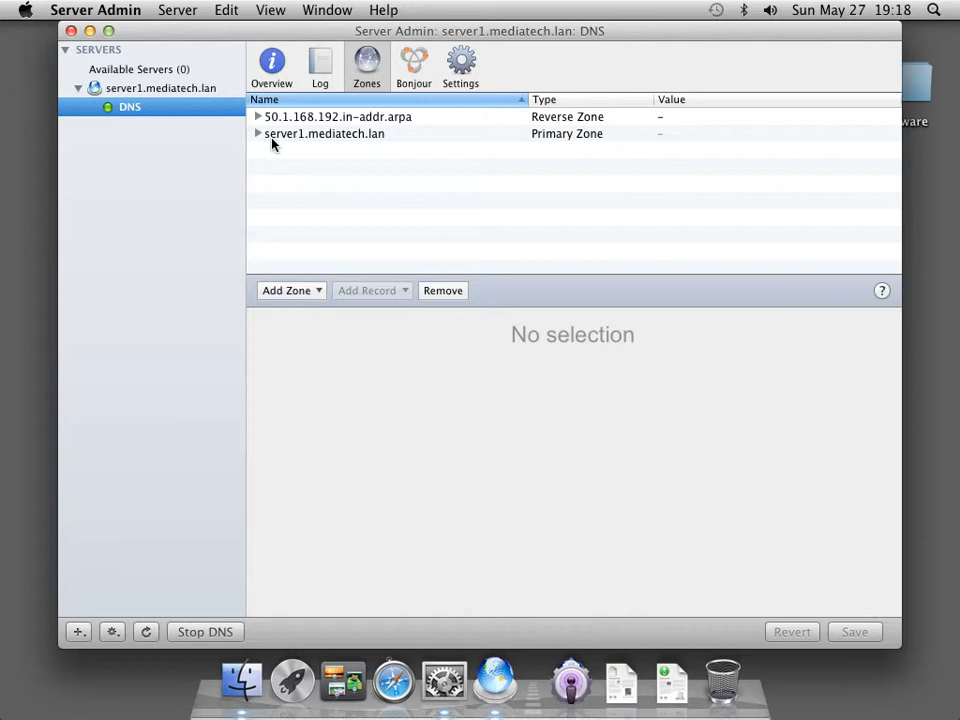 Server Admin Server Edit View Window Help Sun May 27 19:18
Server Admin: server1.mediatech.lan: DNS
SERVERS
Available Servers (0)
server1.mediatech.lan
DNS
Overview Log Zones Bonjour Settings
Name Type Value
50.1.168.192.in-addr.arpa Reverse Zone –
server1.mediatech.lan Primary Zone –
Add Zone Add Record Remove ?
No selection
ware
Stop DNS Revert Save